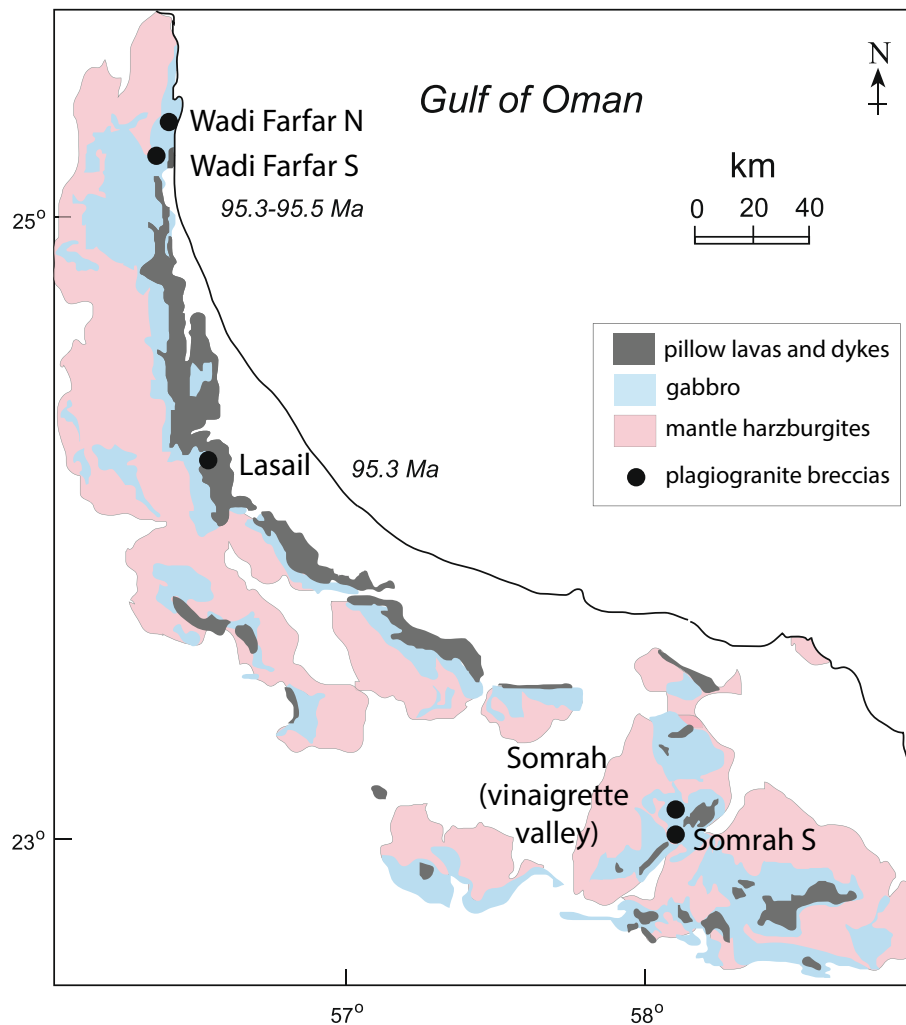 Gulf of Oman
N
Wadi Farfar N
Wadi Farfar S
95.3-95.5 Ma
km
0 20 40
25°
pillow lavas and dykes
gabbro
mantle harzburgites
plagiogranite breccias
Lasail
95.3 Ma
Somrah
(vinaigrette
valley)
Somrah S
23°
57°
58°